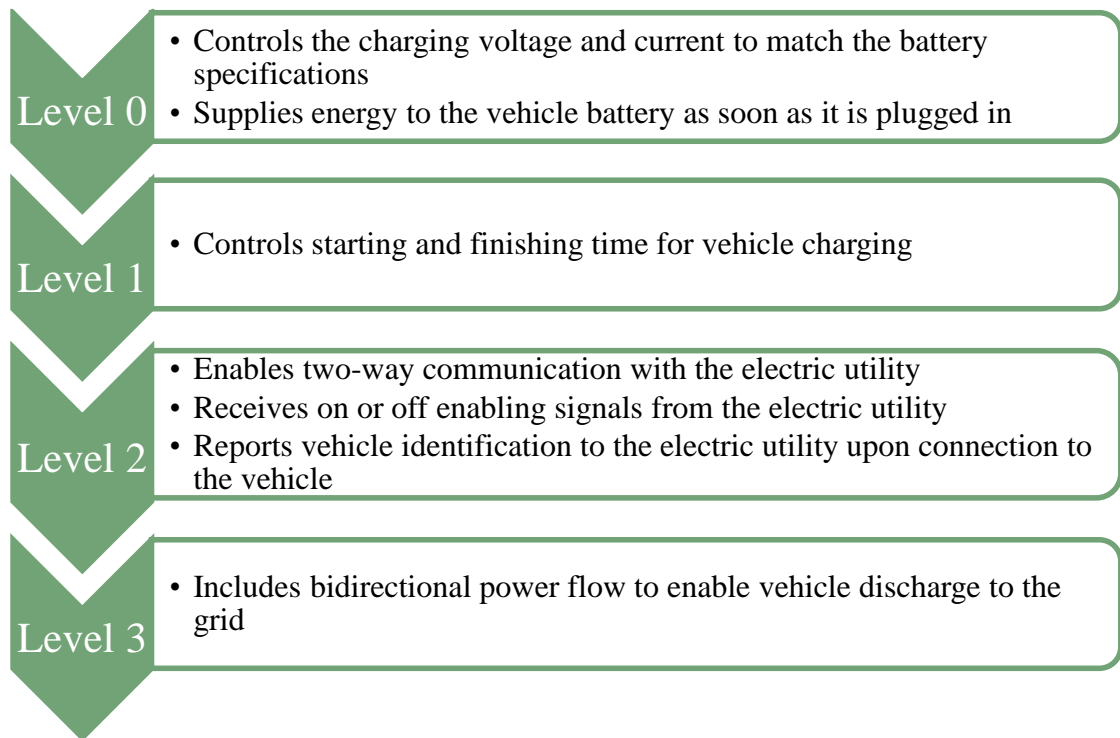 Level 0
• Controls the charging voltage and current to match the battery
specifications
• Supplies energy to the vehicle battery as soon as it is plugged in
Level 1
• Controls starting and finishing time for vehicle charging
Level 2
• Enables two-way communication with the electric utility
• Receives on or off enabling signals from the electric utility
• Reports vehicle identification to the electric utility upon connection to
the vehicle
Level 3
• Includes bidirectional power flow to enable vehicle discharge to the
grid